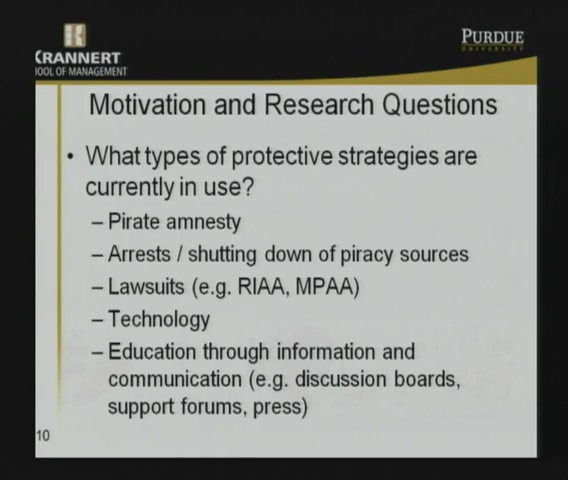 KRANNERT
OOL OF MANAGEMENT
PURDUE
UNIVERSITY
Motivation and Research Questions
• What types of protective strategies are
currently in use?
– Pirate amnesty
– Arrests / shutting down of piracy sources
– Lawsuits (e.g. RIAA, MPAA)
– Technology
– Education through information and
communication (e.g. discussion boards,
support forums, press)
10